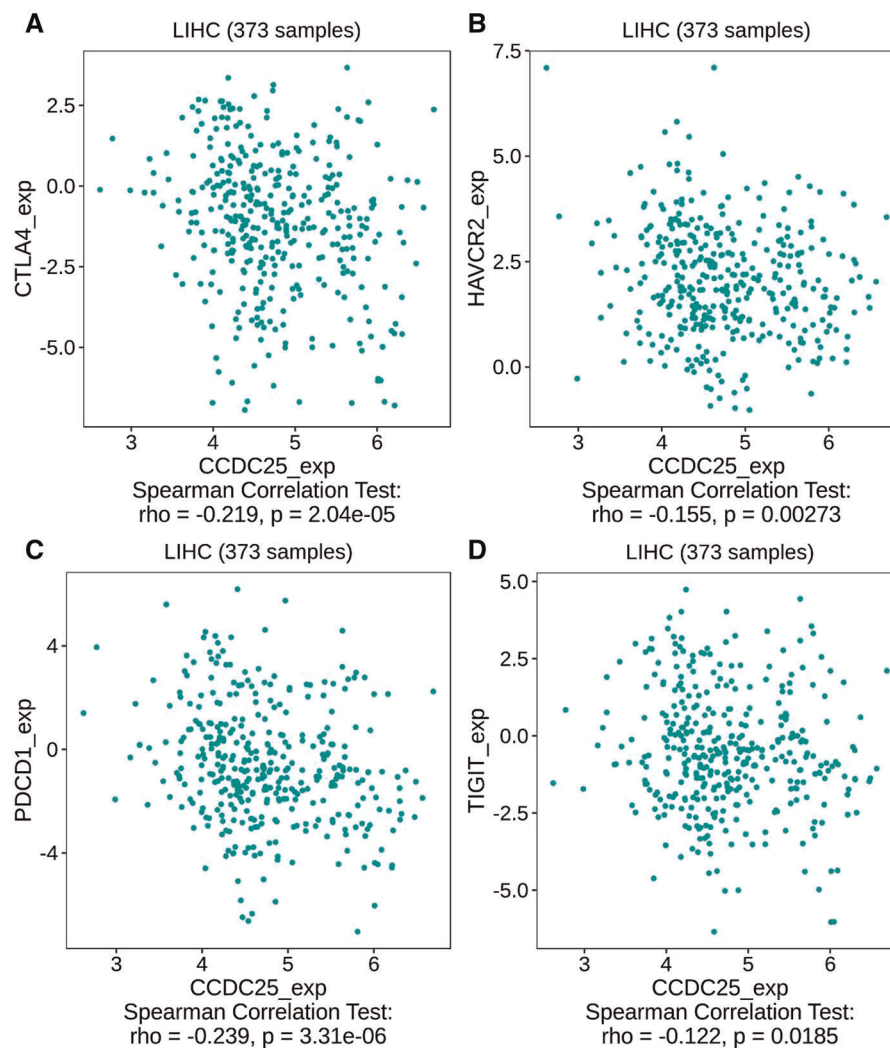 A
LIHC (373 samples)
CTLA4_exp
2.5
0.0
-2.5
-5.0
3 4 5 6
CCDC25_exp
Spearman Correlation Test:
rho = -0.219, p = 2.04e-05
B
LIHC (373 samples)
HAVCR2_exp
7.5
5.0
2.5
0.0
3 4 5 6
CCDC25_exp
Spearman Correlation Test:
rho = -0.155, p = 0.00273
C
LIHC (373 samples)
PDCD1_exp
4
0
-4
3 4 5 6
CCDC25_exp
Spearman Correlation Test:
rho = -0.239, p = 3.31e-06
D
LIHC (373 samples)
TIGIT_exp
5.0
2.5
0.0
-2.5
-5.0
3 4 5 6
CCDC25_exp
Spearman Correlation Test:
rho = -0.122, p = 0.0185